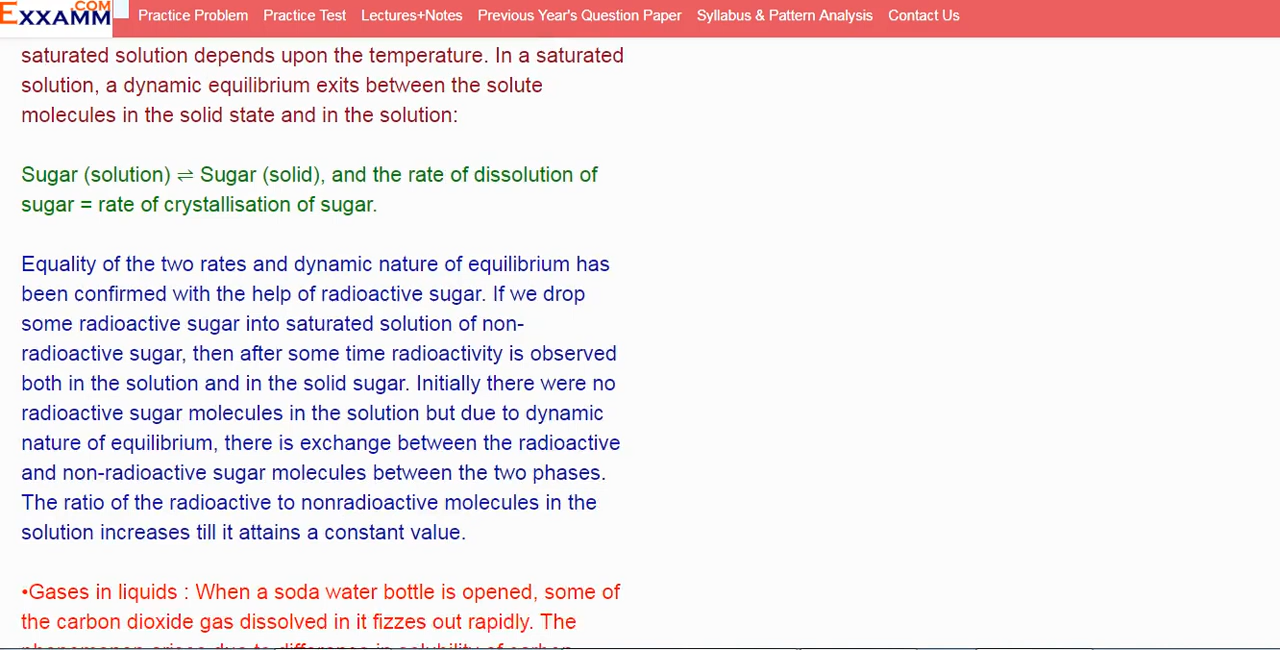 EXXAMM.COM Practice Problem Practice Test Lectures+Notes Previous Year's Question Paper Syllabus & Pattern Analysis Contact Us
saturated solution depends upon the temperature. In a saturated
solution, a dynamic equilibrium exits between the solute
molecules in the solid state and in the solution:
Sugar (solution) ⇌ Sugar (solid), and the rate of dissolution of
sugar = rate of crystallisation of sugar.
Equality of the two rates and dynamic nature of equilibrium has
been confirmed with the help of radioactive sugar. If we drop
some radioactive sugar into saturated solution of non-
radioactive sugar, then after some time radioactivity is observed
both in the solution and in the solid sugar. Initially there were no
radioactive sugar molecules in the solution but due to dynamic
nature of equilibrium, there is exchange between the radioactive
and non-radioactive sugar molecules between the two phases.
The ratio of the radioactive to nonradioactive molecules in the
solution increases till it attains a constant value.
•Gases in liquids : When a soda water bottle is opened, some of
the carbon dioxide gas dissolved in it fizzes out rapidly. The
phenomenon arises due to difference in solubility of carbon